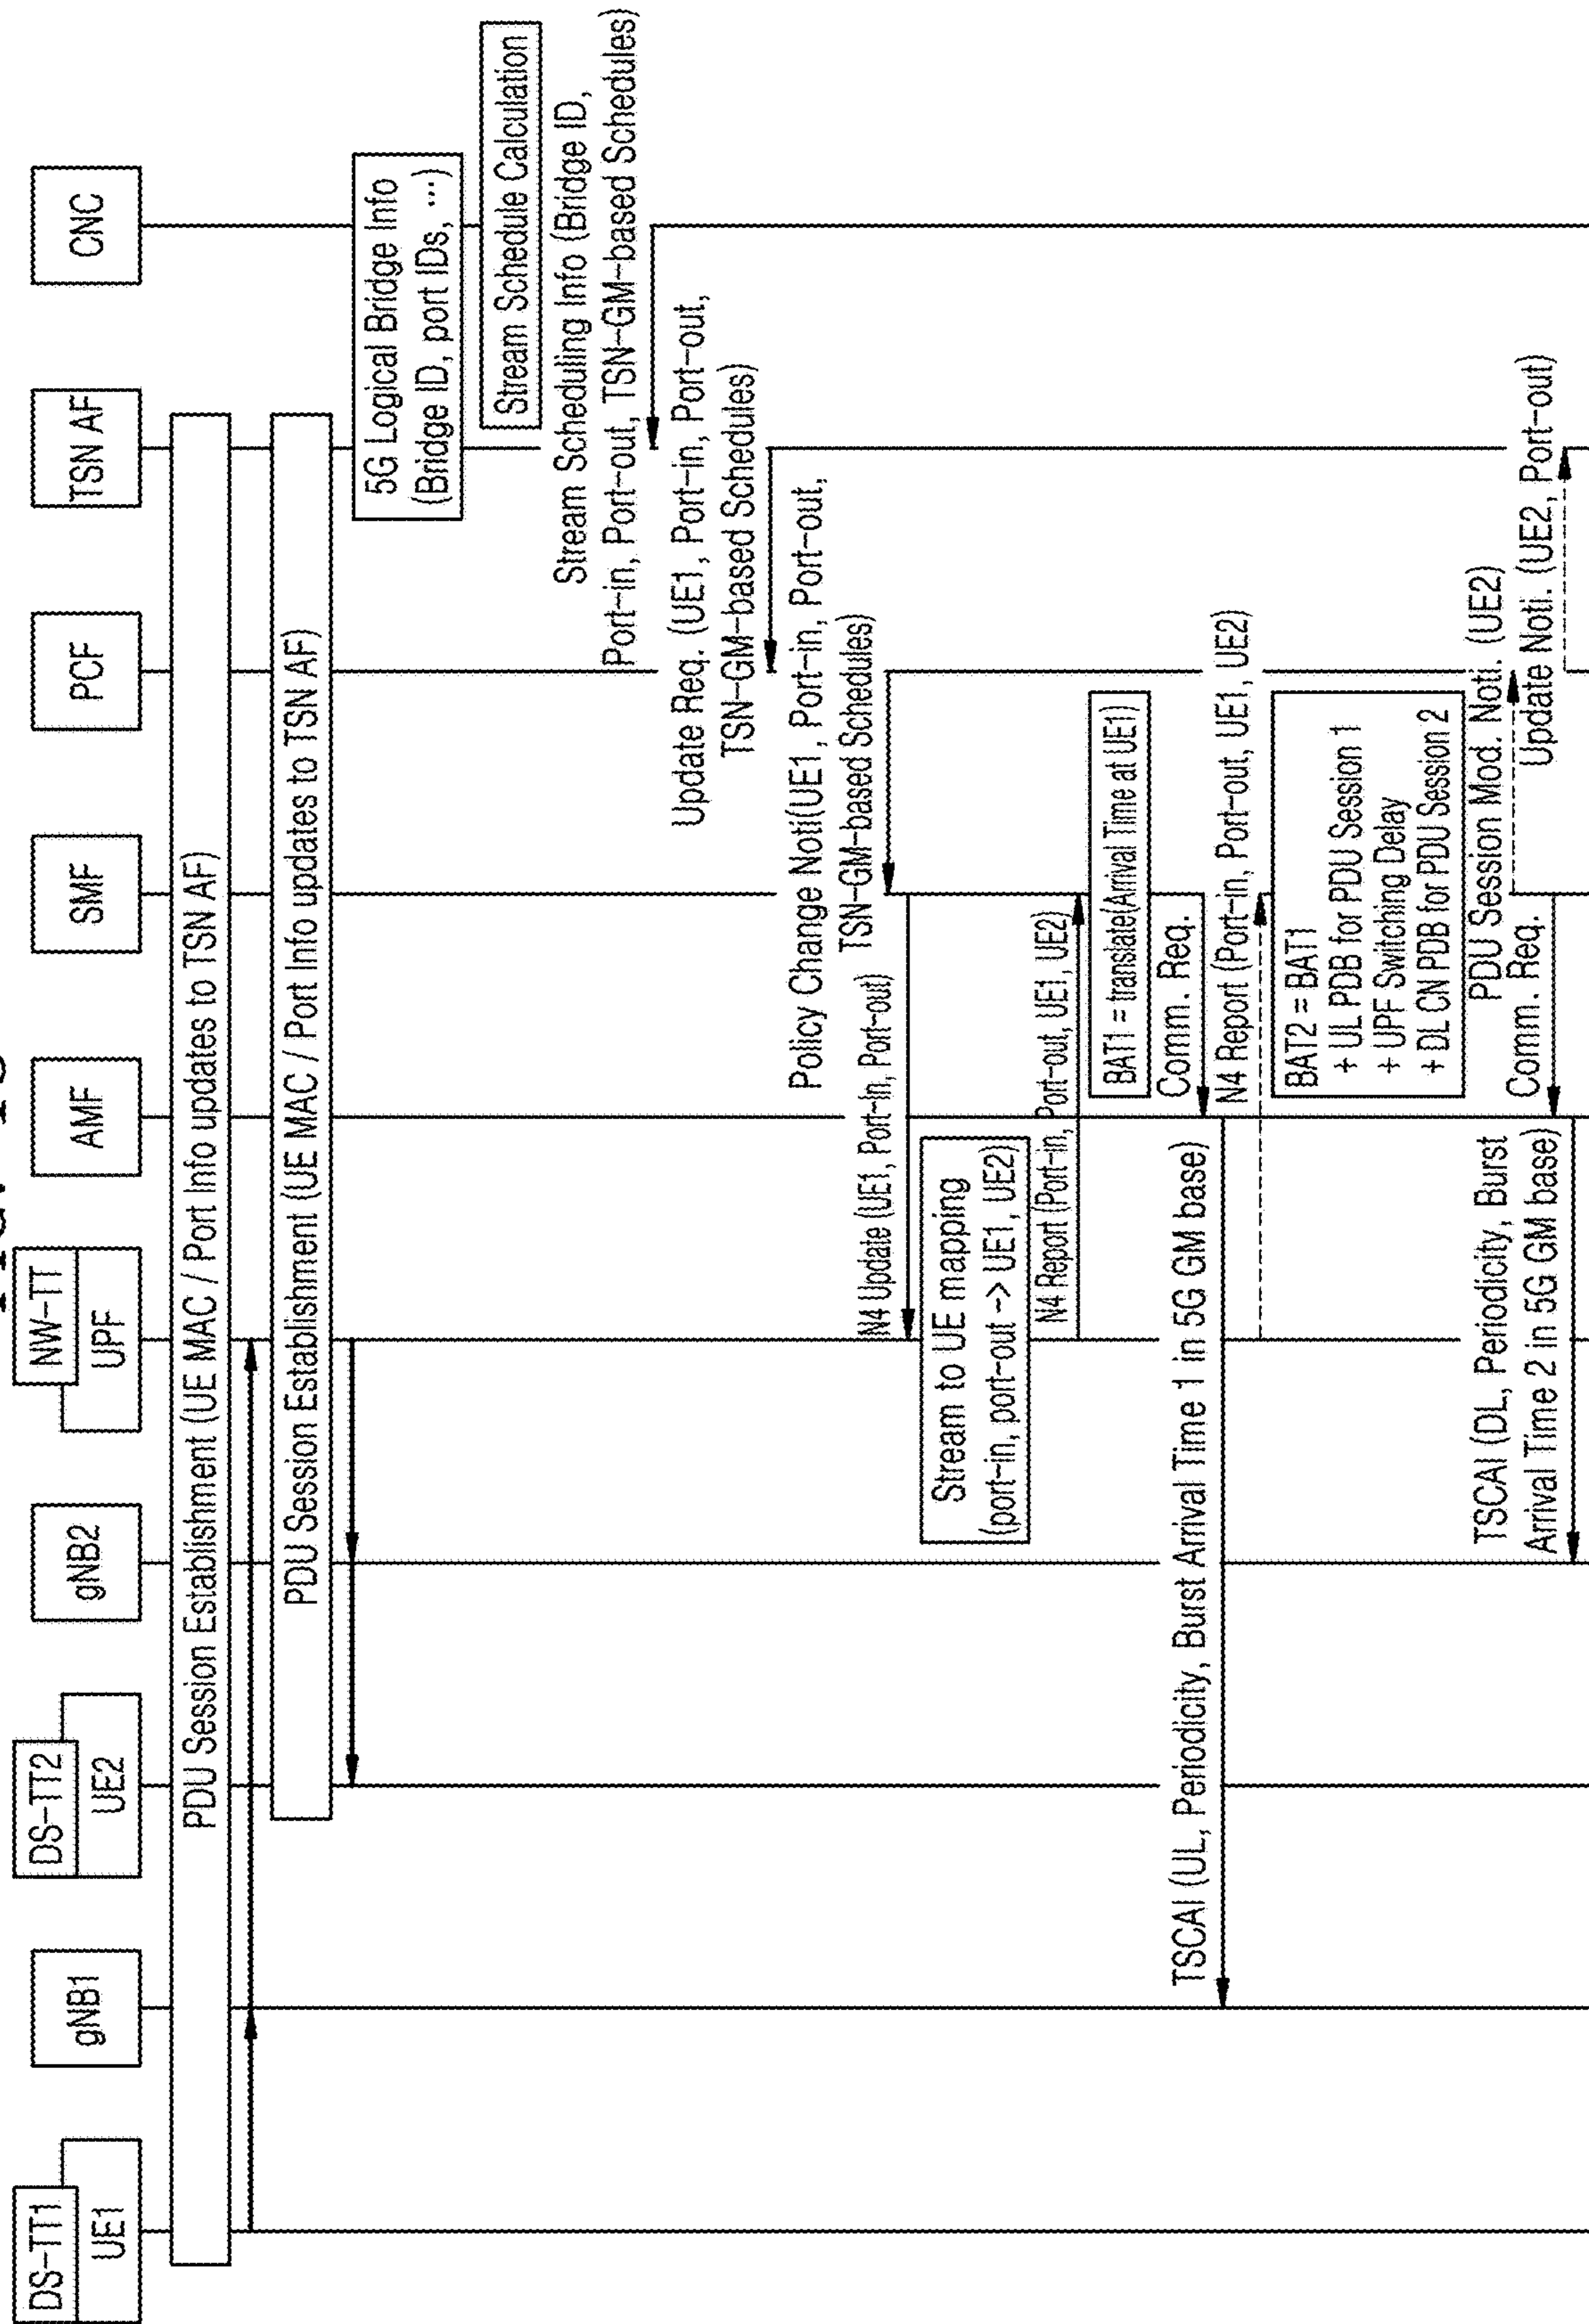 DS-TT1
UE1
gNB1
DS-TT2
UE2
gNB2
NW-TT
UPF
AMF
SMF
PCF
TSN AF
CNC
PDU Session Establishment (UE MAC / Port Info updates to TSN AF)
PDU Session Establishment (UE MAC / Port Info updates to TSN AF)
5G Logical Bridge Info
(Bridge ID, port IDs, ···)
Stream Schedule Calculation
Stream Scheduling Info (Bridge ID,
Port-in, Port-out, TSN-GM-based Schedules)
Update Req. (UE1, Port-in, Port-out,
TSN-GM-based Schedules)
Policy Change Noti(UE1, Port-in, Port-out,
TSN-GM-based Schedules)
N4 Update (UE1, Port-in, Port-out)
Stream to UE mapping
(port-in, port-out -> UE1, UE2)
N4 Report (Port-in, Port-out, UE1, UE2)
BAT1 = translate(Arrival Time at UE1)
Comm. Req.
TSCAI (UL, Periodicity, Burst Arrival Time 1 in 5G GM base)
N4 Report (Port-in, Port-out, UE1, UE2)
BAT2 = BAT1
+ UL PDB for PDU Session 1
+ UPF Switching Delay
+ DL CN PDB for PDU Session 2
PDU Session Mod. Noti. (UE2)
Update Noti. (UE2, Port-out)
Comm. Req.
TSCAI (DL, Periodicity, Burst
Arrival Time 2 in 5G GM base)